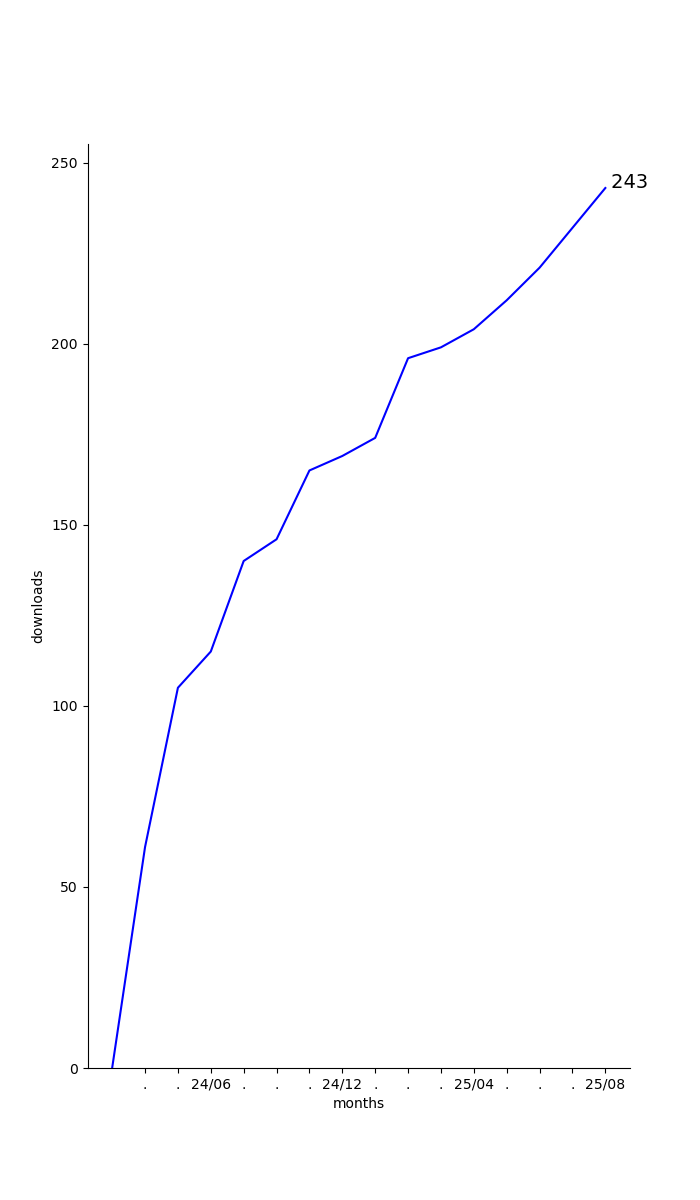 250
243
200
150
downloads
100
50
0
. . 24/06 . . . 24/12 . . . 25/04 . . . 25/08
months